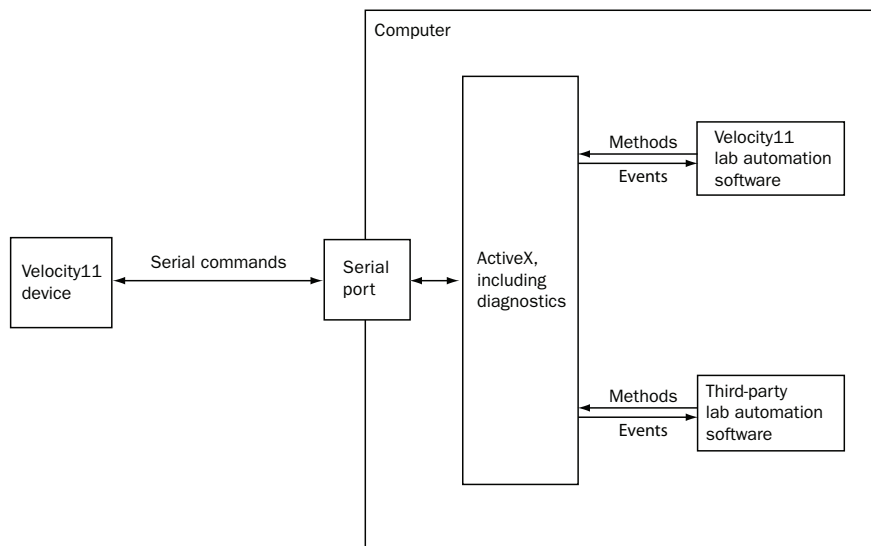 Computer
Methods
Events
Velocity11
lab automation
software
Velocity11
device
Serial commands
Serial
port
ActiveX,
including
diagnostics
Methods
Events
Third-party
lab automation
software